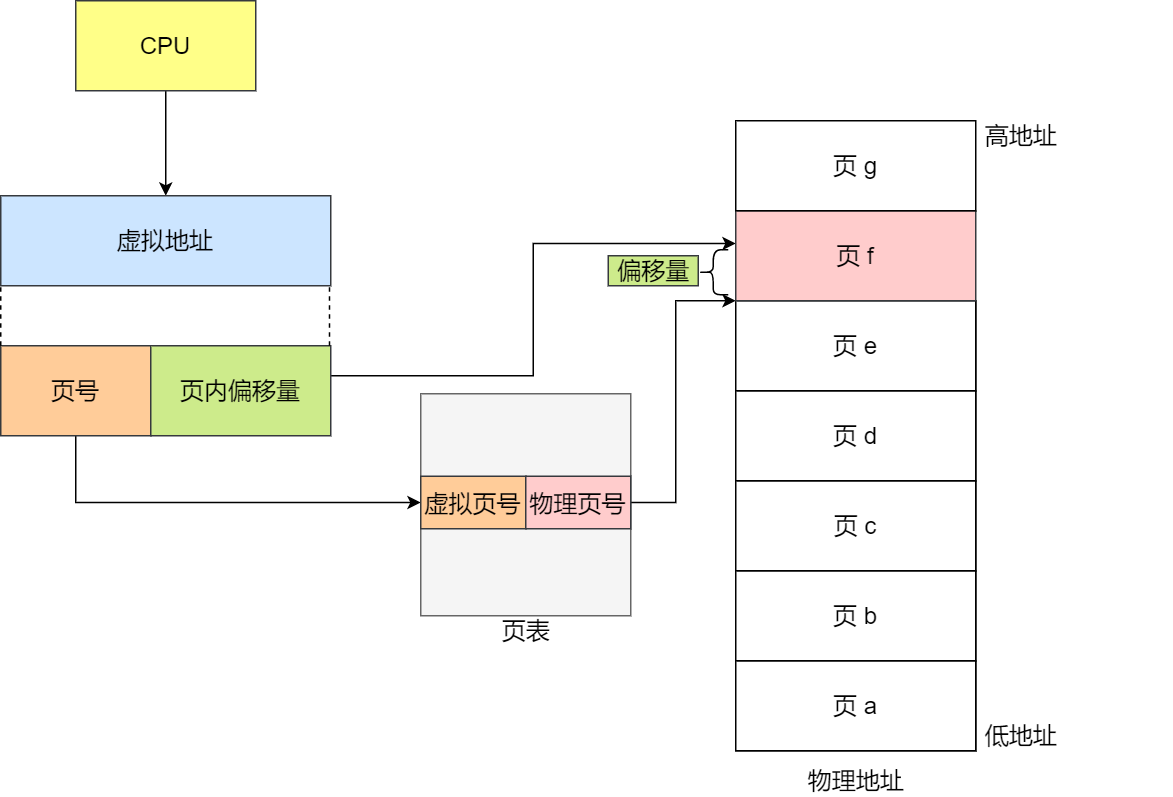 CPU
虚拟地址
页号
页内偏移量
虚拟页号
物理页号
页表
偏移量
高地址
页 g
页 f
页 e
页 d
页 c
页 b
页 a
低地址
物理地址